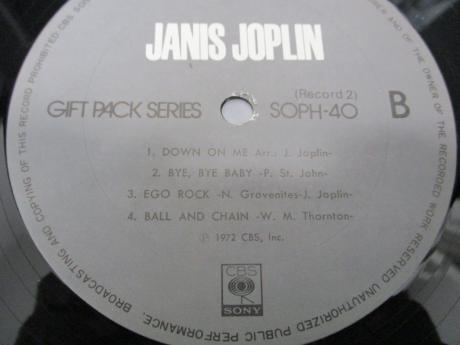 JANIS JOPLIN
GIFT PACK SERIES
(Record 2)
SOPH-40
B
1. DOWN ON ME Arr. J. Joplin-
2. BYE, BYE BABY -P. St. John-
3. EGO ROCK -N. Gravenites-J. Joplin-
4. BALL AND CHAIN -W. M. Thornton-
Ⓟ 1972 CBS, Inc.
CBS
SONY
AND OF THE OWNER OF THE RECORDED WORK RESERVED UNAUTHORIZED PUBLIC PERFORMANCE, BROADCASTING AND COPYING OF THIS RECORD PROHIBITED CBS